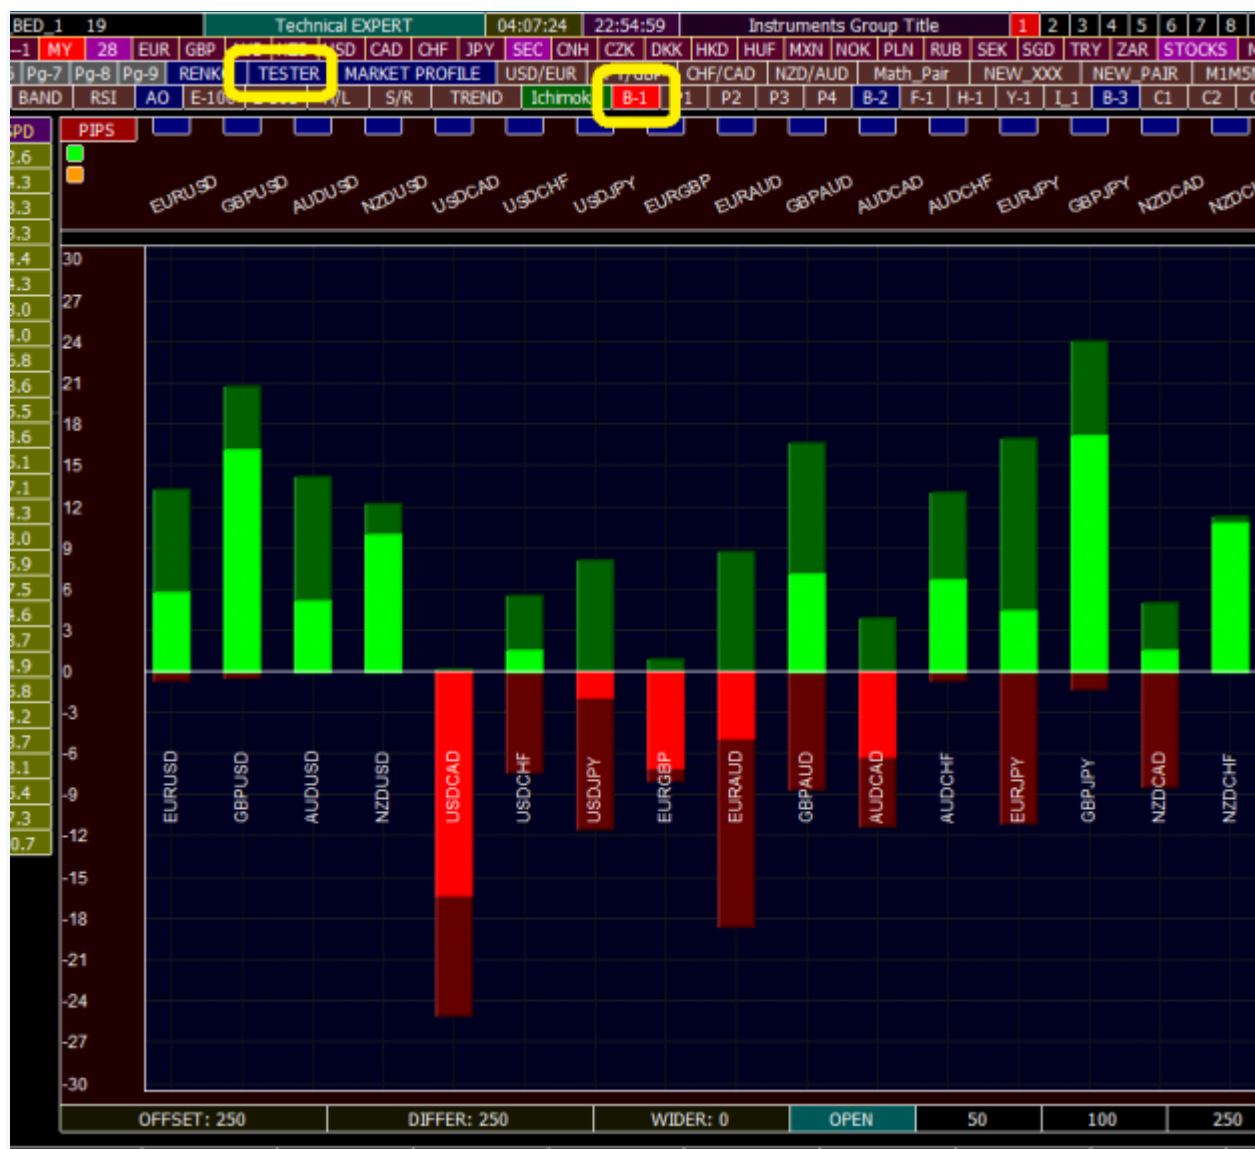 BED_1 19 Technical EXPERT 04:07:24 22:54:59 Instruments Group Title 1 2 3 4 5 6 7 8
MY 28 EUR GBP USD CAD CHF JPY SEC CNH CZK DKK HKD HUF MXN NOK PLN RUB SEK SGD TRY ZAR STOCKS
Pg-7 Pg-8 Pg-9 TESTER MARKET PROFILE USD/EUR CHF/CAD NZD/AUD Math_Pair NEW_XXX NEW_PAIR
BAND RSI AO S/R TREND B-1 P2 P3 P4 B-2 F-1 H-1 Y-1 I_1 B-3 C1 C2
PIPS
EURUSD GBPUSD AUDUSD NZDUSD USDCAD USDCHF USDJPY EURGBP EURAUD GBPAUD AUDCAD AUDCHF EURJPY GBPJPY NZDCAD
30
27
24
21
18
15
12
9
6
3
0
-3
-6
-9
-12
-15
-18
-21
-24
-27
-30
EURUSD GBPUSD AUDUSD NZDUSD USDCAD USDCHF USDJPY EURGBP EURAUD GBPAUD AUDCAD AUDCHF EURJPY GBPJPY NZDCAD NZDCHF
OFFSET: 250 DIFFER: 250 WIDER: 0 OPEN 50 100 250